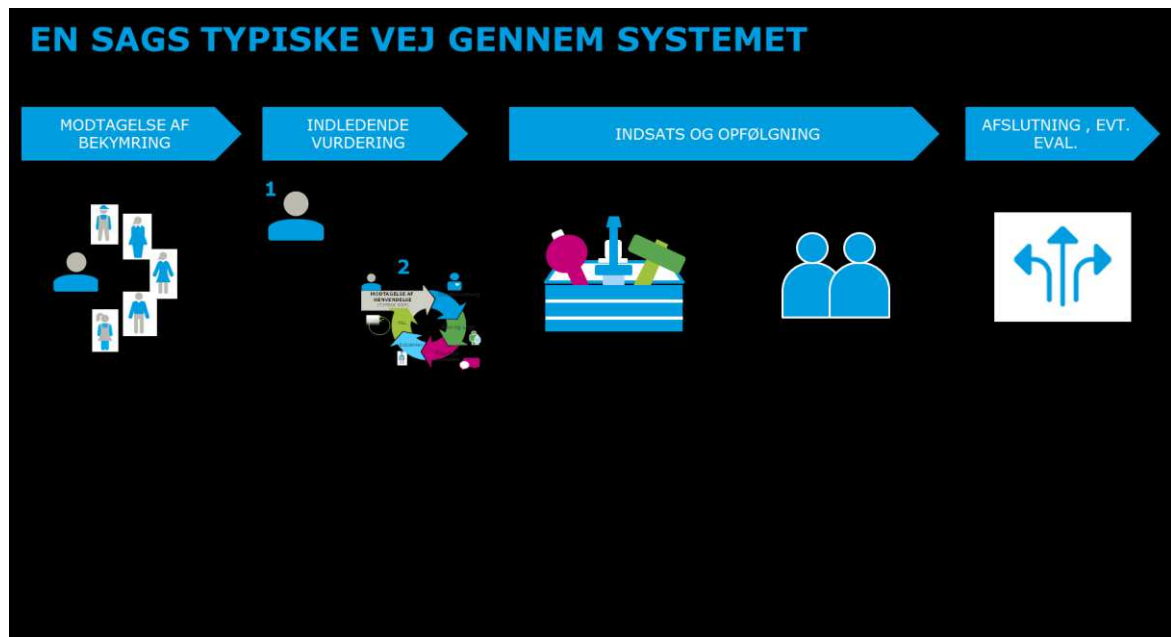 EN SAGS TYPISKE VEJ GENNEM SYSTEMET
MODTAGELSE AF
BEKYMRING
INDLEDENDE
VURDERING
INDSATS OG OPFØLGNING
AFSLUTNING , EVT.
EVAL.
1
2
MODTAGELSE AF
HENVENDELSE